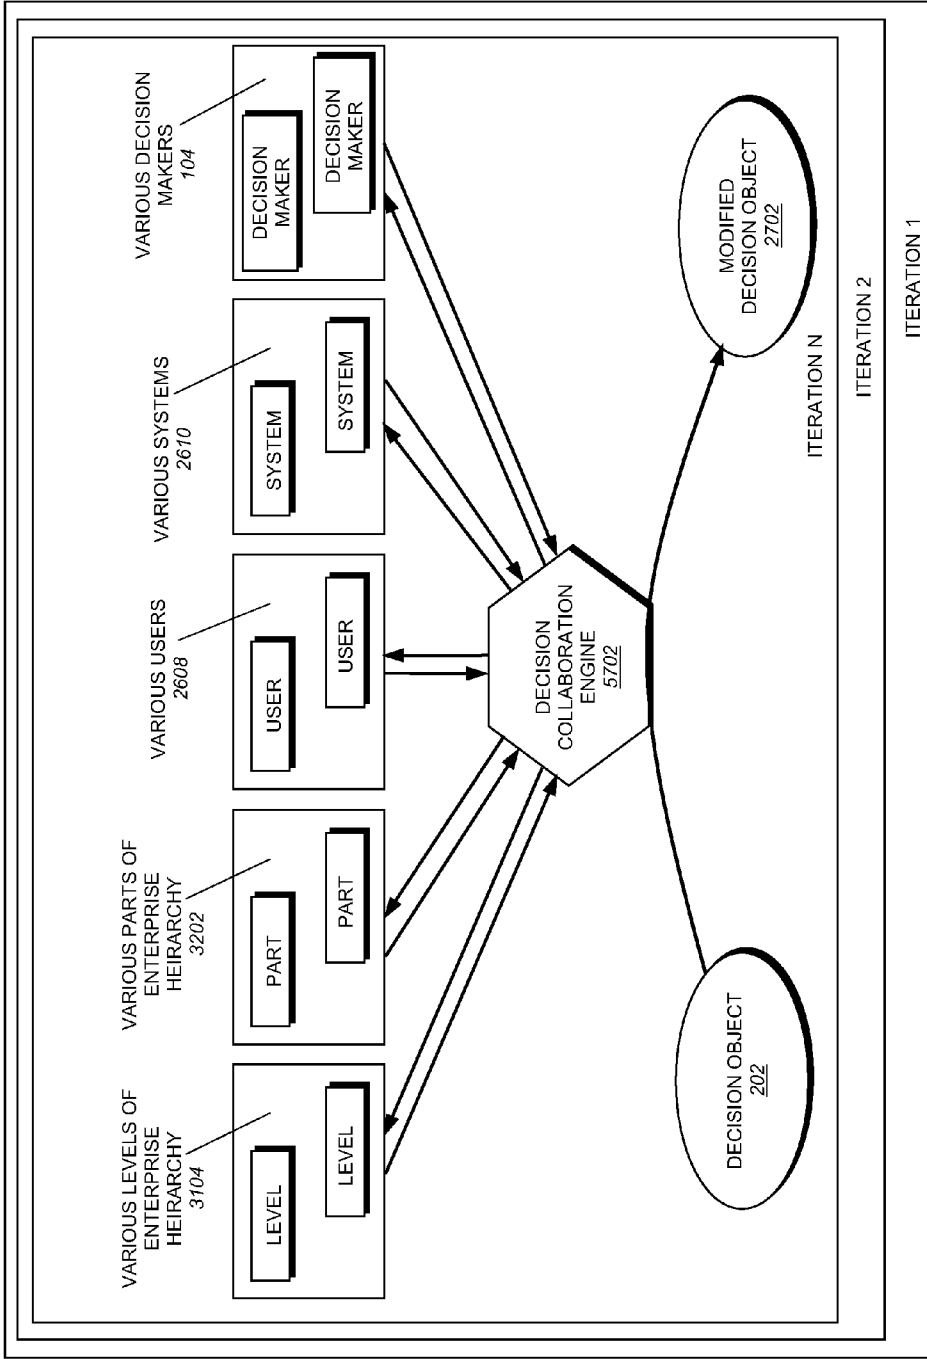 VARIOUS LEVELS OF
ENTERPRISE
HEIRARCHY
3104
VARIOUS PARTS OF
ENTERPRISE
HEIRARCHY
3202
VARIOUS USERS
2608
VARIOUS SYSTEMS
2610
VARIOUS DECISION
MAKERS
104
LEVEL
LEVEL
PART
PART
USER
USER
SYSTEM
SYSTEM
DECISION
MAKER
DECISION
MAKER
DECISION
COLLABORATION
ENGINE
5702
DECISION OBJECT
202
MODIFIED
DECISION OBJECT
2702
ITERATION N
ITERATION 2
ITERATION 1